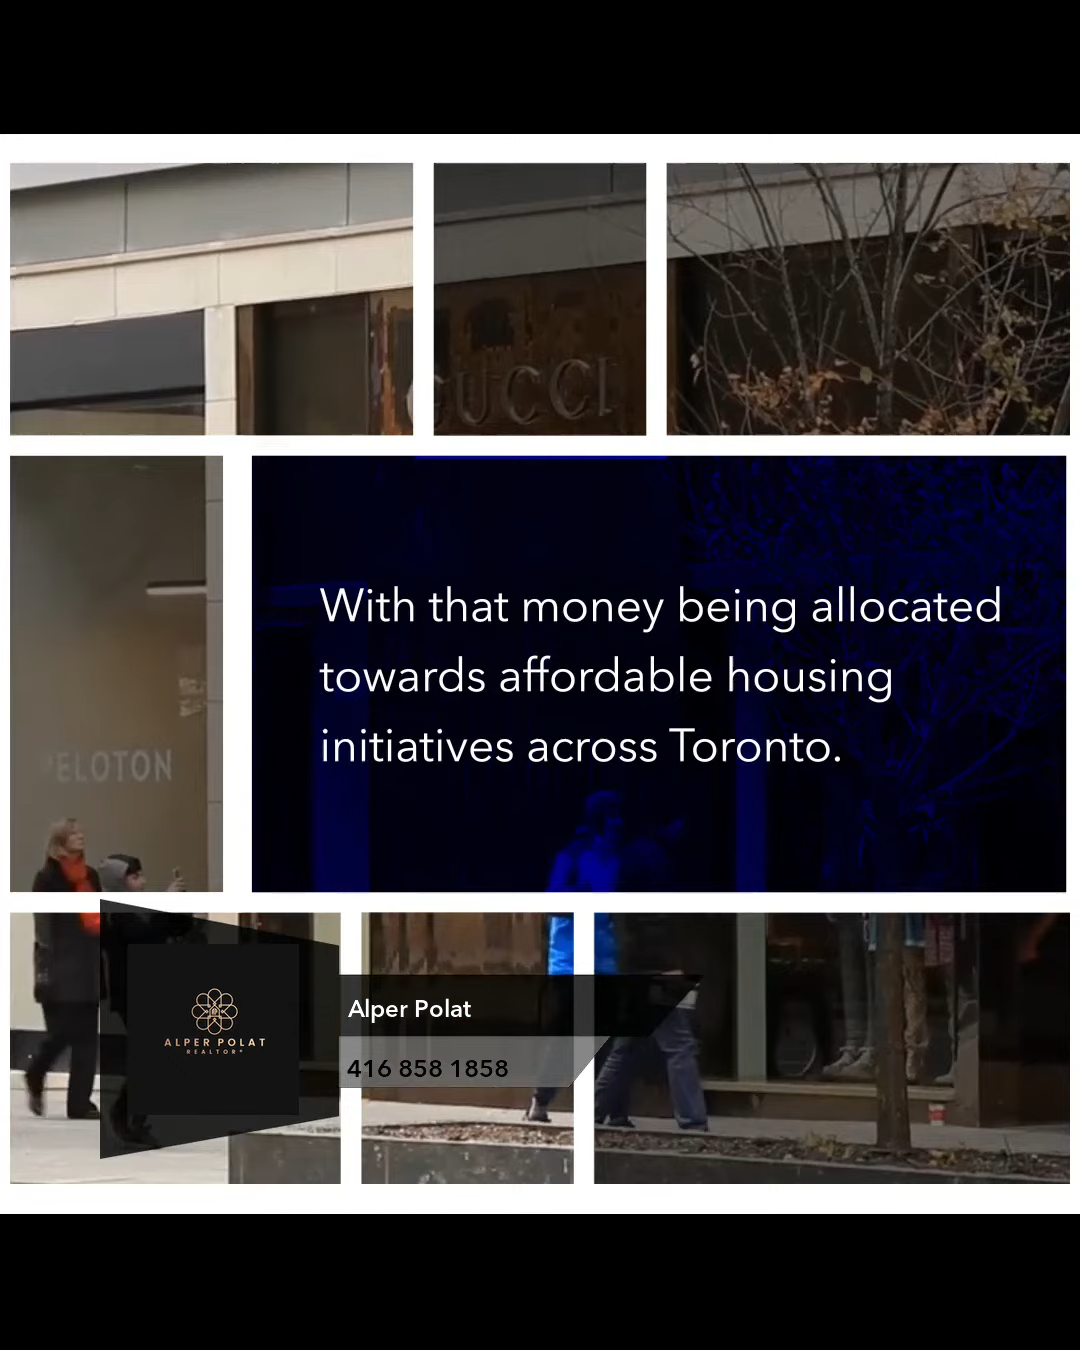 GUCCI
With that money being allocated
towards affordable housing
initiatives across Toronto.
PELOTON
Alper Polat
ALPER POLAT
REALTOR®
416 858 1858